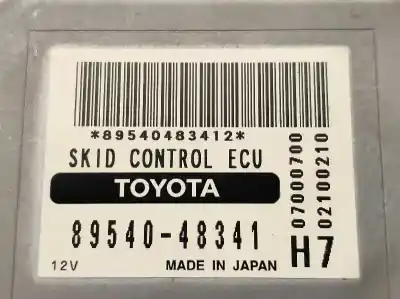 *89540483412*
SKID CONTROL ECU
TOYOTA
89540-48341
12V MADE IN JAPAN
H7
07000700
02100210